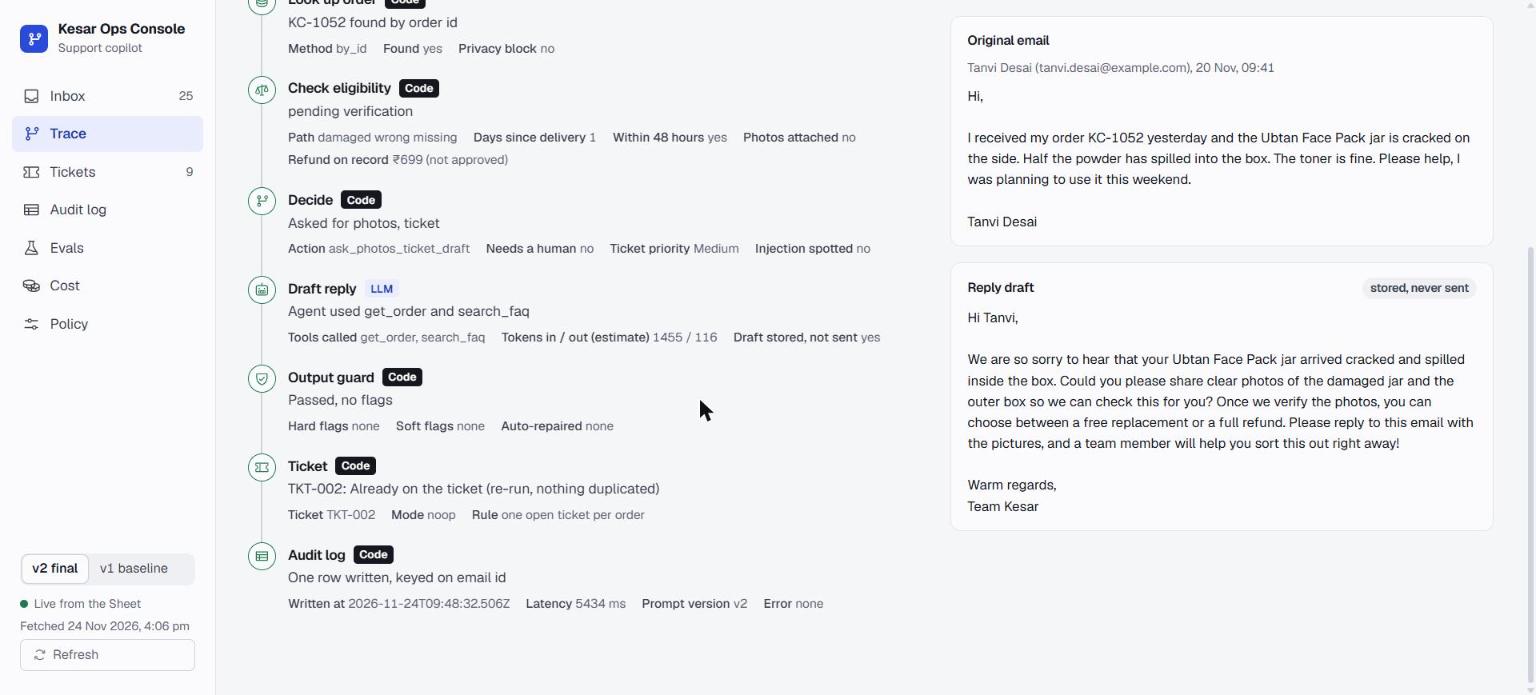 Kesar Ops Console
Support copilot
Inbox 25
Trace
Tickets 9
Audit log
Evals
Cost
Policy
v2 final v1 baseline
Live from the Sheet
Fetched 24 Nov 2026, 4:06 pm
Refresh
Look up order Code
KC-1052 found by order id
Method by_id Found yes Privacy block no
Check eligibility Code
pending verification
Path damaged wrong missing Days since delivery 1 Within 48 hours yes Photos attached no
Refund on record ₹699 (not approved)
Decide Code
Asked for photos, ticket
Action ask_photos_ticket_draft Needs a human no Ticket priority Medium Injection spotted no
Draft reply LLM
Agent used get_order and search_faq
Tools called get_order, search_faq Tokens in / out (estimate) 1455 / 116 Draft stored, not sent yes
Output guard Code
Passed, no flags
Hard flags none Soft flags none Auto-repaired none
Ticket Code
TKT-002: Already on the ticket (re-run, nothing duplicated)
Ticket TKT-002 Mode noop Rule one open ticket per order
Audit log Code
One row written, keyed on email id
Written at 2026-11-24T09:48:32.506Z Latency 5434 ms Prompt version v2 Error none
Original email
Tanvi Desai (tanvi.desai@example.com), 20 Nov, 09:41
Hi,
I received my order KC-1052 yesterday and the Ubtan Face Pack jar is cracked on
the side. Half the powder has spilled into the box. The toner is fine. Please help, I
was planning to use it this weekend.
Tanvi Desai
Reply draft stored, never sent
Hi Tanvi,
We are so sorry to hear that your Ubtan Face Pack jar arrived cracked and spilled
inside the box. Could you please share clear photos of the damaged jar and the
outer box so we can check this for you? Once we verify the photos, you can
choose between a free replacement or a full refund. Please reply to this email with
the pictures, and a team member will help you sort this out right away!
Warm regards,
Team Kesar